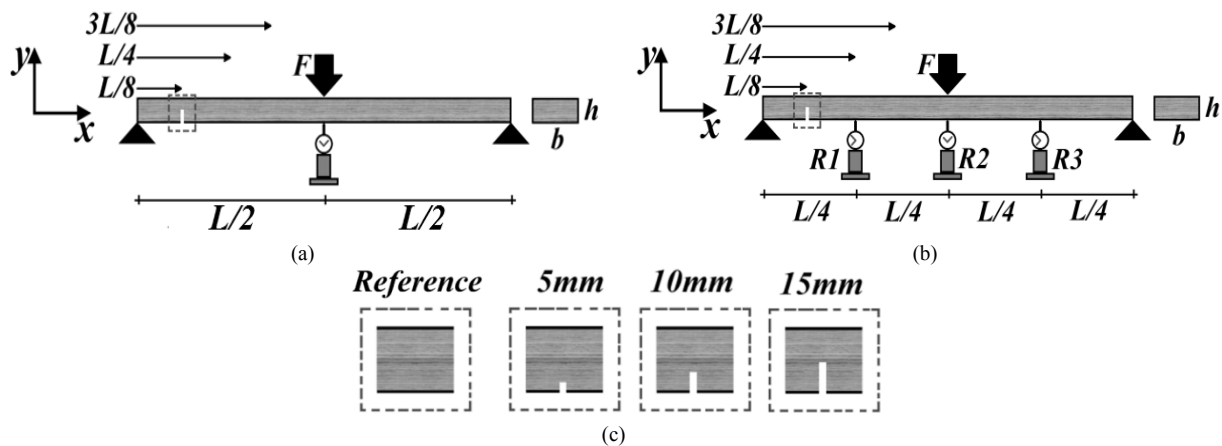 3L/8
L/4
L/8
y
x
F
h
b
L/2
L/2
(a)
3L/8
L/4
L/8
y
x
F
h
b
R1
R2
R3
L/4
L/4
L/4
L/4
(b)
Reference
5mm
10mm
15mm
(c)